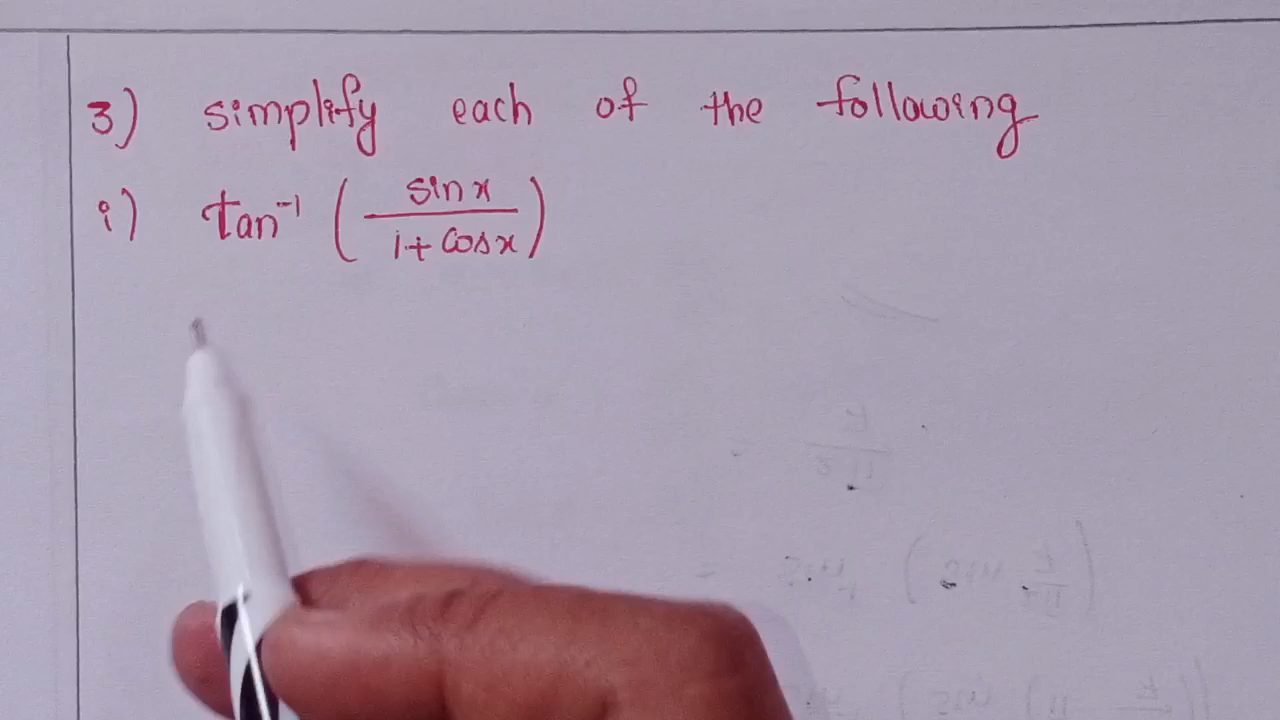 3) simplify each of the following
i) tan⁻¹ ( sin x / 1 + cos x )